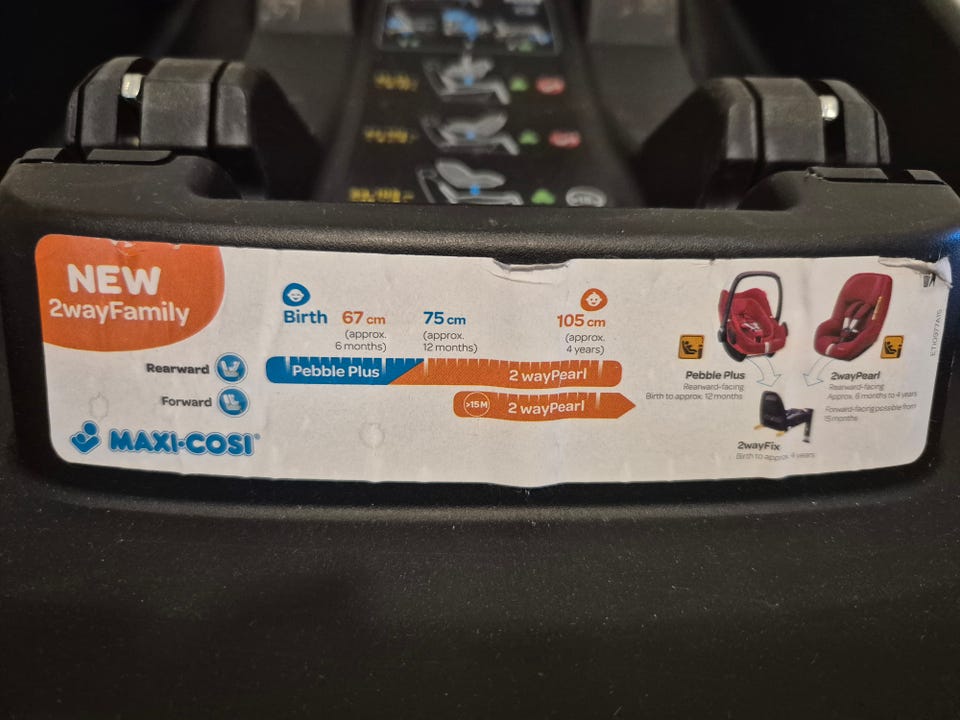 NEW
2wayFamily
Birth 67 cm 75 cm 105 cm
(approx. 6 months)
(approx. 12 months)
(approx. 4 years)
Rearward
Pebble Plus
2 wayPearl
Forward
>15 M
2 wayPearl
MAXI-COSI®
Pebble Plus
Rearward-facing
Birth to approx. 12 months
2wayPearl
Rearward-facing
Approx. 6 months to 4 years
Forward-facing possible from
15 months
2wayFix
Birth to approx. 4 years